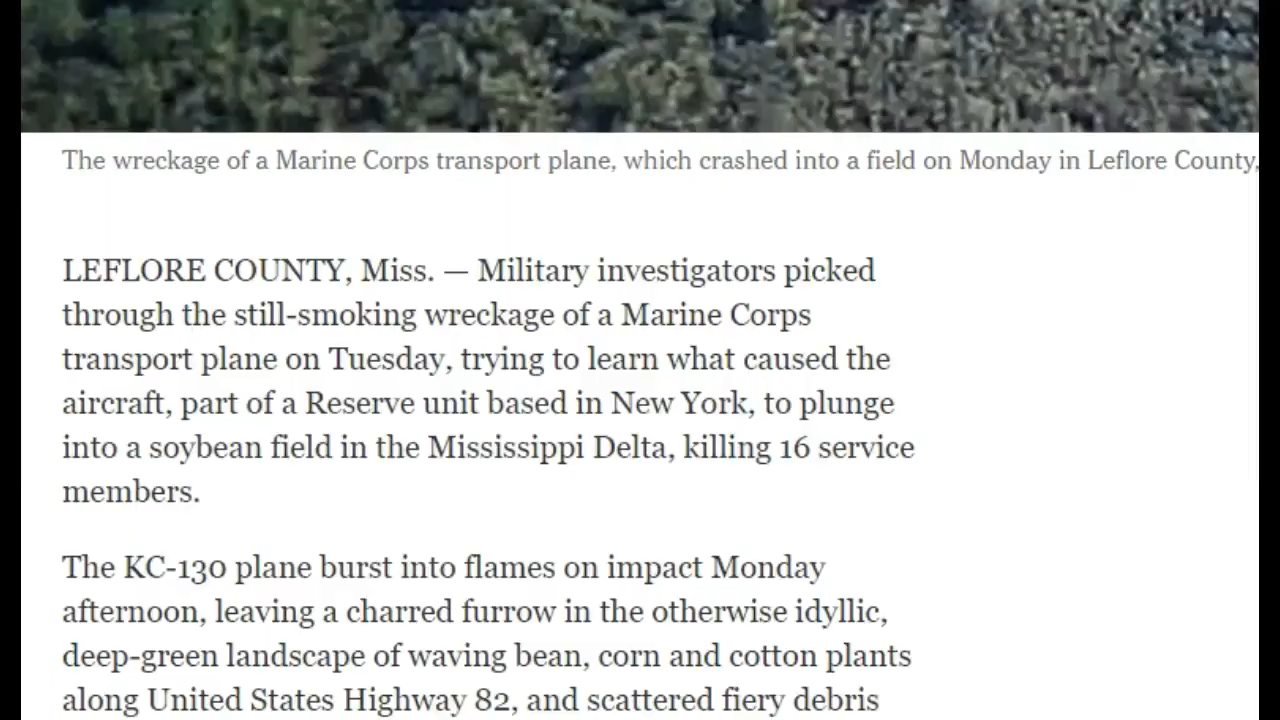 The wreckage of a Marine Corps transport plane, which crashed into a field on Monday in Leflore County,
LEFLORE COUNTY, Miss. — Military investigators picked
through the still-smoking wreckage of a Marine Corps
transport plane on Tuesday, trying to learn what caused the
aircraft, part of a Reserve unit based in New York, to plunge
into a soybean field in the Mississippi Delta, killing 16 service
members.
The KC-130 plane burst into flames on impact Monday
afternoon, leaving a charred furrow in the otherwise idyllic,
deep-green landscape of waving bean, corn and cotton plants
along United States Highway 82, and scattered fiery debris